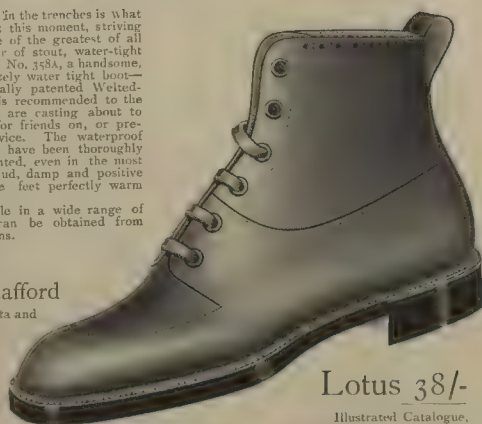 in the trenches is what
this moment, striving
e of the greatest of all
r of stout, water-tight
No. 358A, a handsome,
tely water tight boot—
ally patented Welted-
is recommended to the
are casting about to
or friends on, or pre-
vice. The waterproof
have been thoroughly
nted, even in the most
ud, damp and positive
e feet perfectly warm
le in a wide range of
can be obtained from
ns.
afford
ta and
Lotus 38/-
Illustrated Catalogue,